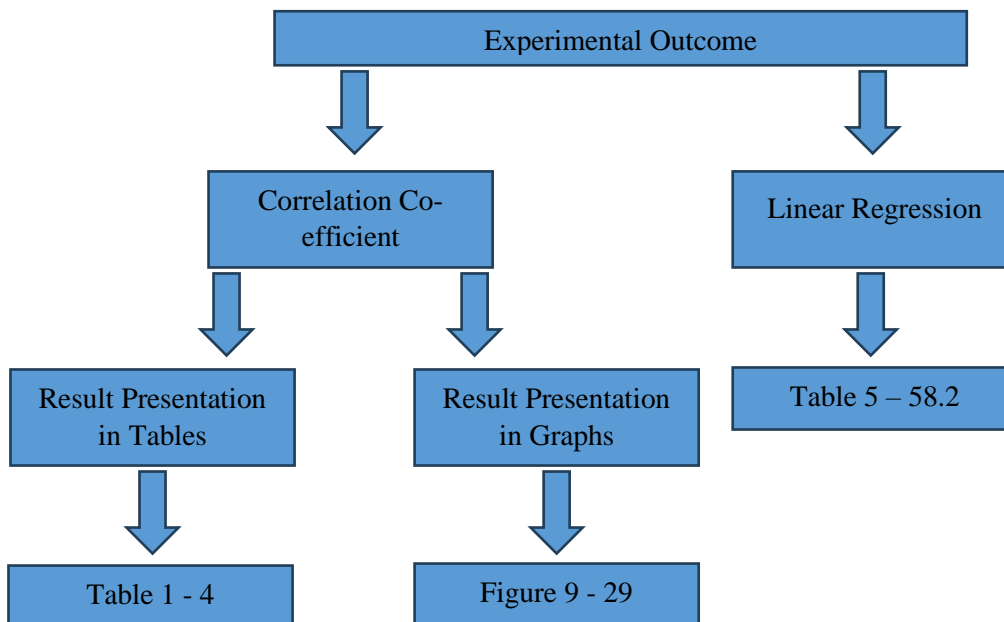 Experimental Outcome
Correlation Co-
efficient
Linear Regression
Result Presentation
in Tables
Result Presentation
in Graphs
Table 5 – 58.2
Table 1 - 4
Figure 9 - 29